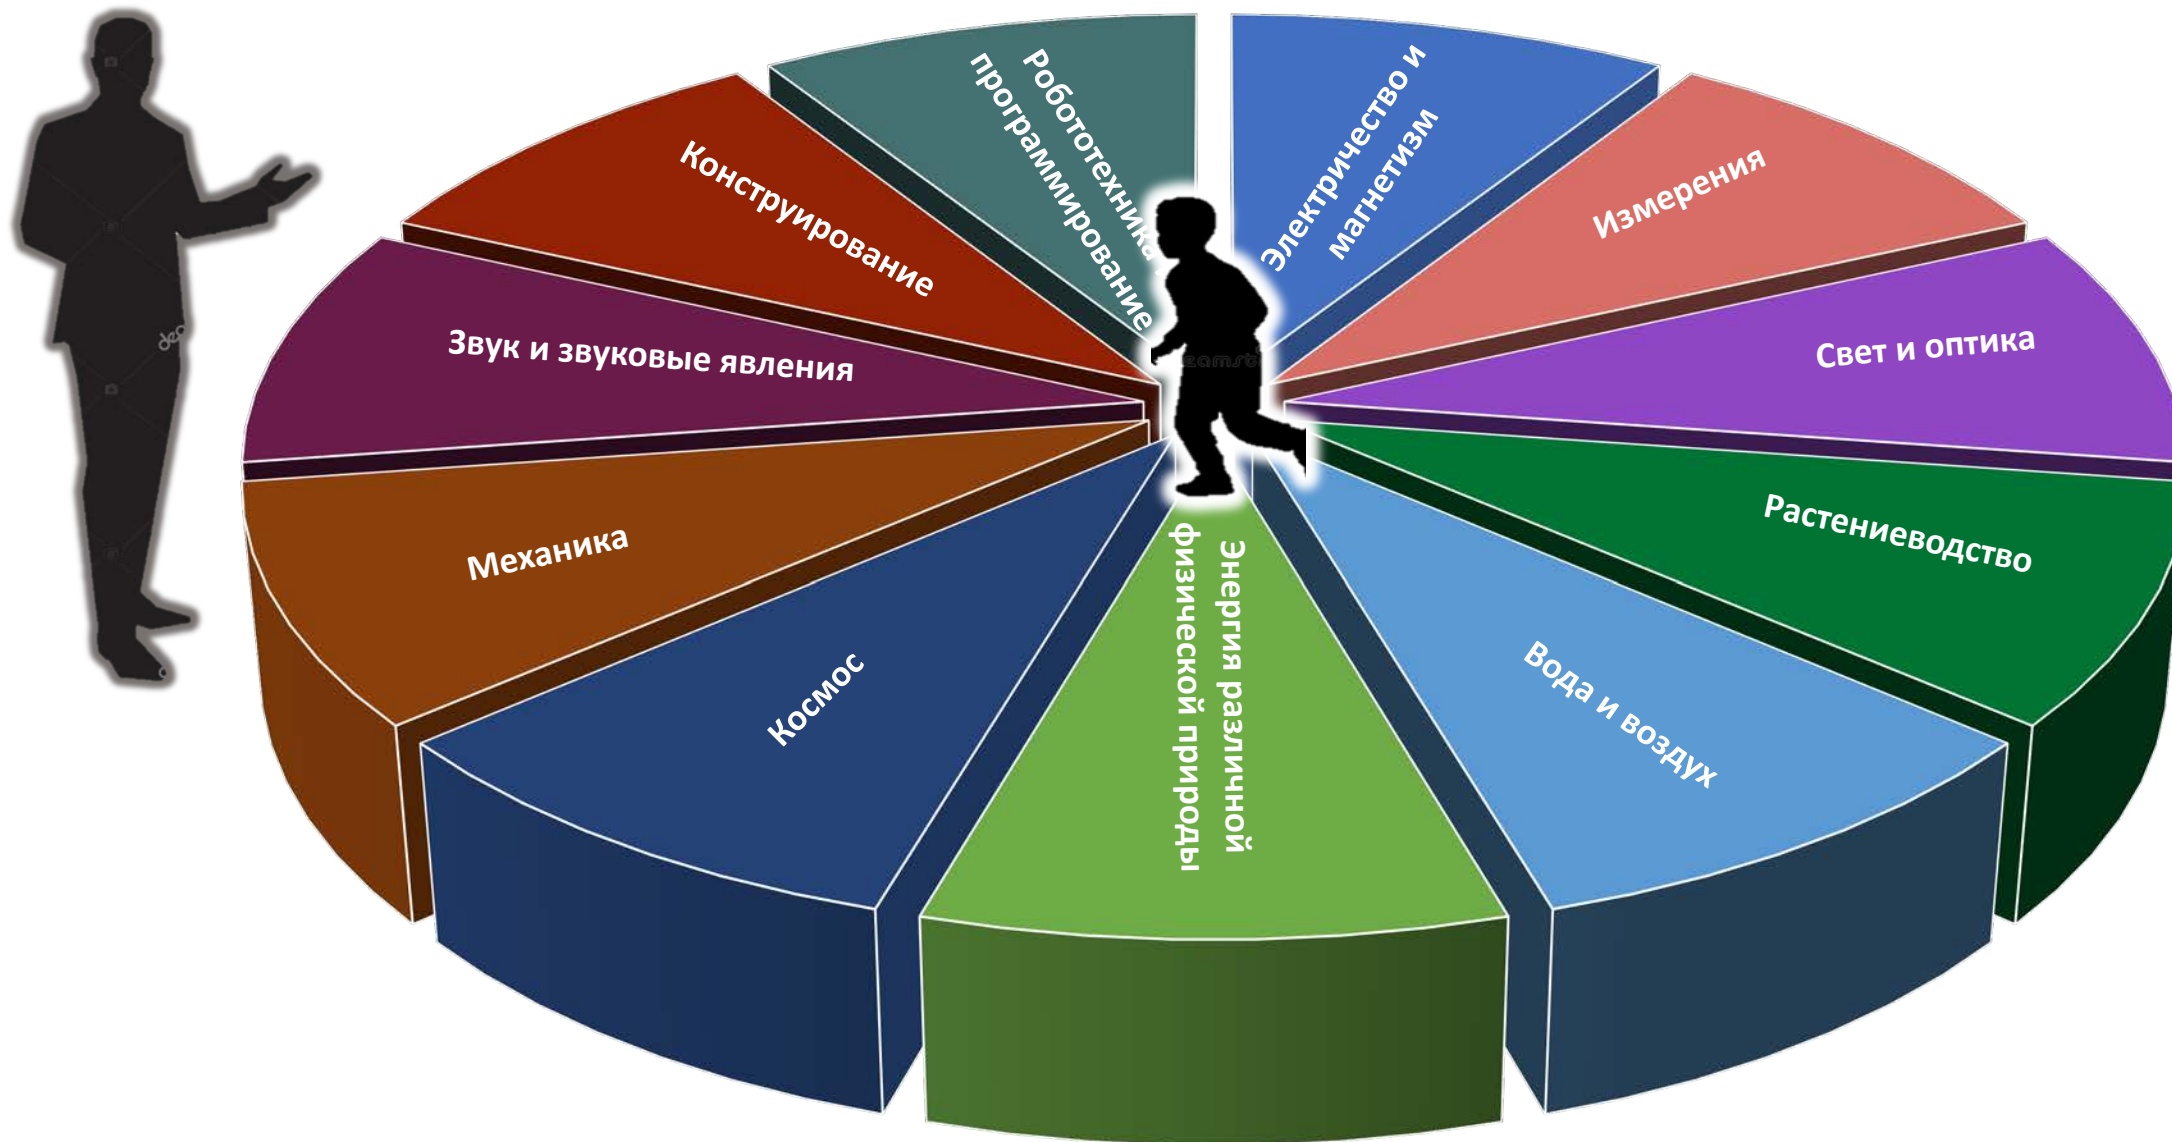 Электричество и
магнетизм
Измерения
Свет и оптика
Растениеводство
Вода и воздух
Энергия различной
физической природы
Космос
Механика
Звук и звуковые явления
Конструирование
Робототехника
программирование